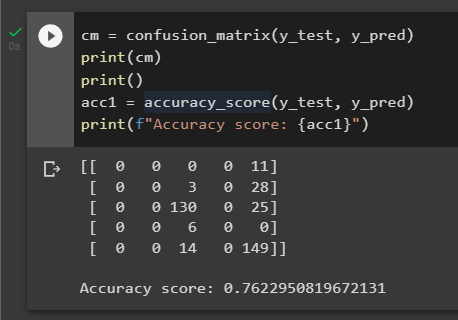 0s
cm = confusion_matrix(y_test, y_pred)
print(cm)
print()
acc1 = accuracy_score(y_test, y_pred)
print(f"Accuracy score: {acc1}")
[[  0   0   0   0  11]
 [  0   0   3   0  28]
 [  0   0 130   0  25]
 [  0   0   6   0   0]
 [  0   0  14   0 149]]
Accuracy score: 0.7622950819672131